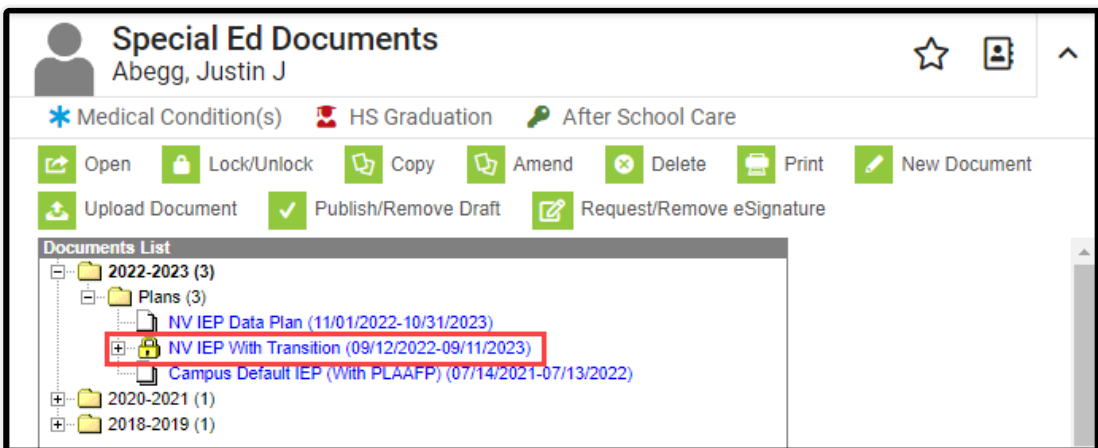 Special Ed Documents
Abegg, Justin J
Medical Condition(s) HS Graduation After School Care
Open Lock/Unlock Copy Amend Delete Print New Document
Upload Document Publish/Remove Draft Request/Remove eSignature
Documents List
2022-2023 (3)
Plans (3)
NV IEP Data Plan (11/01/2022-10/31/2023)
NV IEP With Transition (09/12/2022-09/11/2023)
Campus Default IEP (With PLAAFP) (07/14/2021-07/13/2022)
2020-2021 (1)
2018-2019 (1)